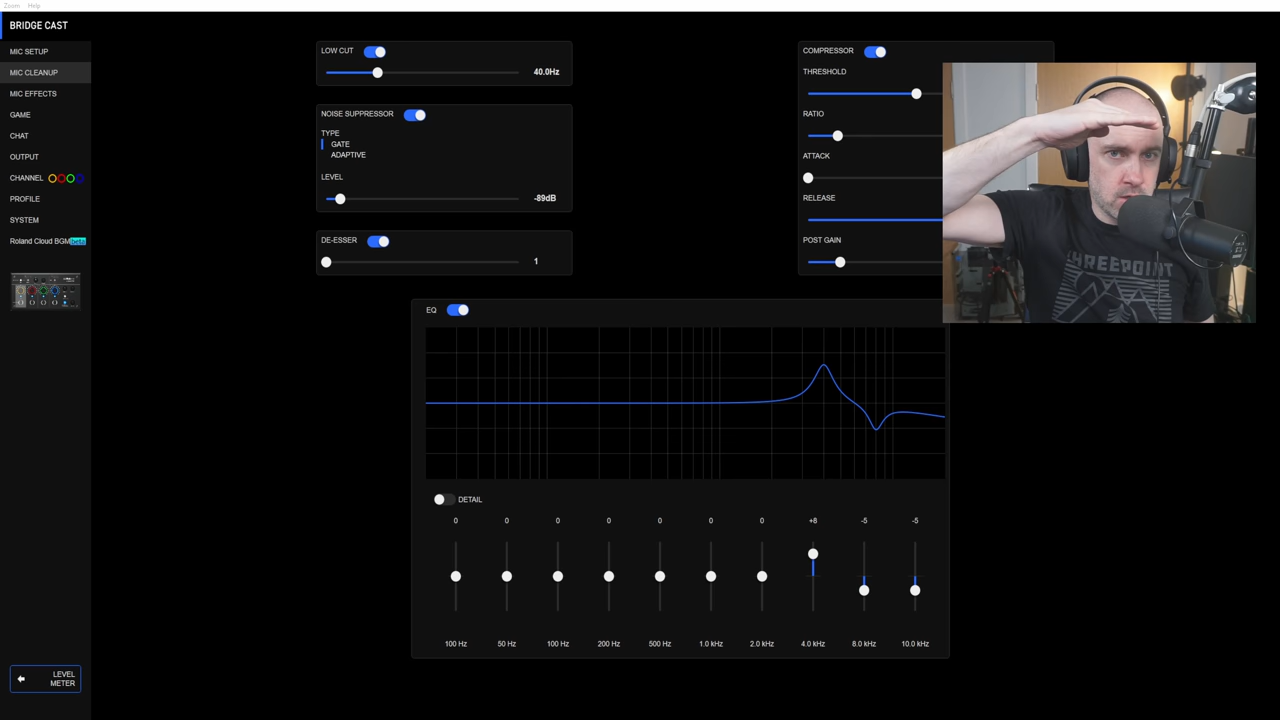 Zoom Help
BRIDGE CAST
MIC SETUP
MIC CLEANUP
MIC EFFECTS
GAME
CHAT
OUTPUT
CHANNEL
PROFILE
SYSTEM
Roland Cloud BGM beta
LEVEL
METER
LOW CUT
40.0Hz
NOISE SUPPRESSOR
TYPE
GATE
ADAPTIVE
LEVEL
-89dB
DE-ESSER
1
COMPRESSOR
THRESHOLD
RATIO
ATTACK
RELEASE
POST GAIN
THREEPOINT
EQ
DETAIL
0 0 0 0 0 0 0 +8 -5 -5
100 Hz 50 Hz 100 Hz 200 Hz 500 Hz 1.0 kHz 2.0 kHz 4.0 kHz 8.0 kHz 10.0 kHz